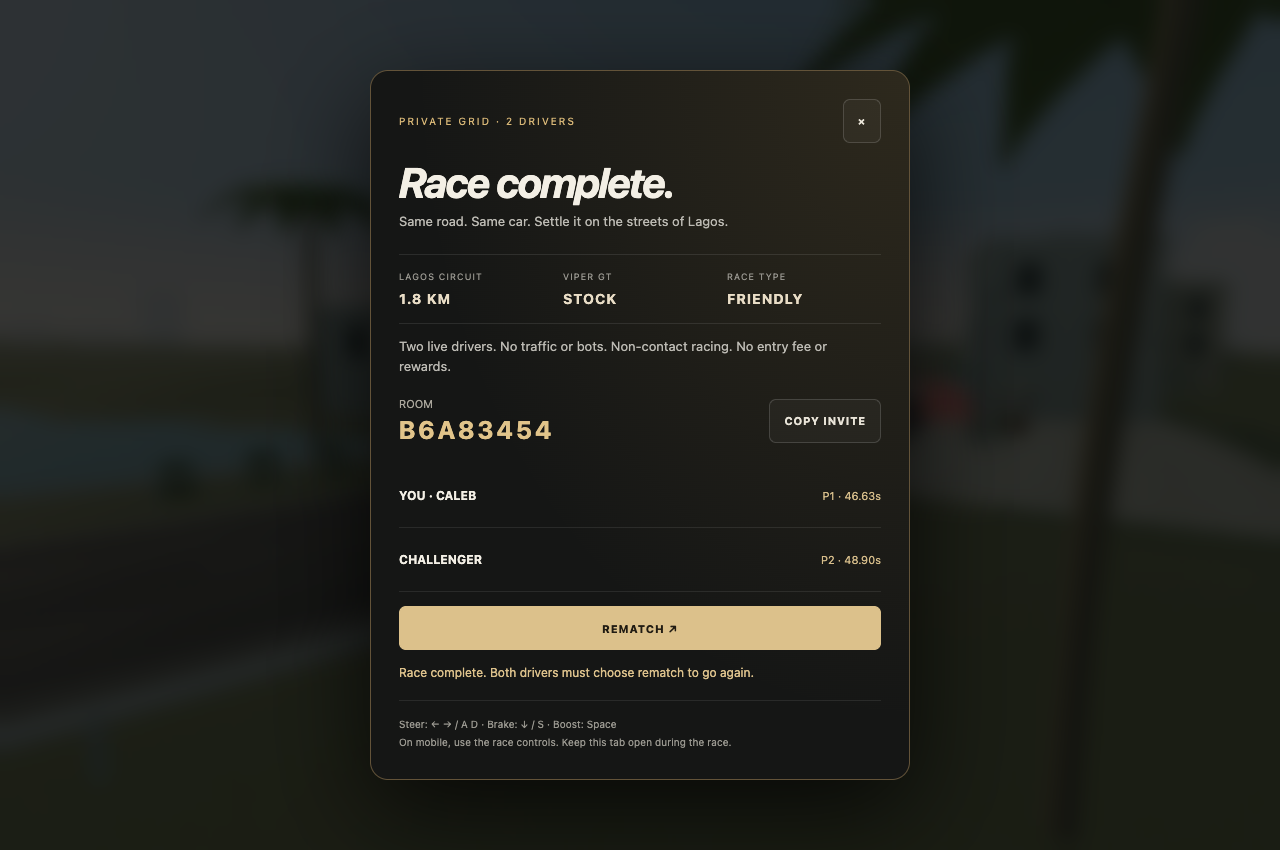 PRIVATE GRID · 2 DRIVERS
×
Race complete.
Same road. Same car. Settle it on the streets of Lagos.
LAGOS CIRCUIT
1.8 KM
VIPER GT
STOCK
RACE TYPE
FRIENDLY
Two live drivers. No traffic or bots. Non-contact racing. No entry fee or
rewards.
ROOM
B6A83454
COPY INVITE
YOU · CALEB
P1 · 46.63s
CHALLENGER
P2 · 48.90s
REMATCH ↗
Race complete. Both drivers must choose rematch to go again.
Steer: ← → / A D · Brake: ↓ / S · Boost: Space
On mobile, use the race controls. Keep this tab open during the race.